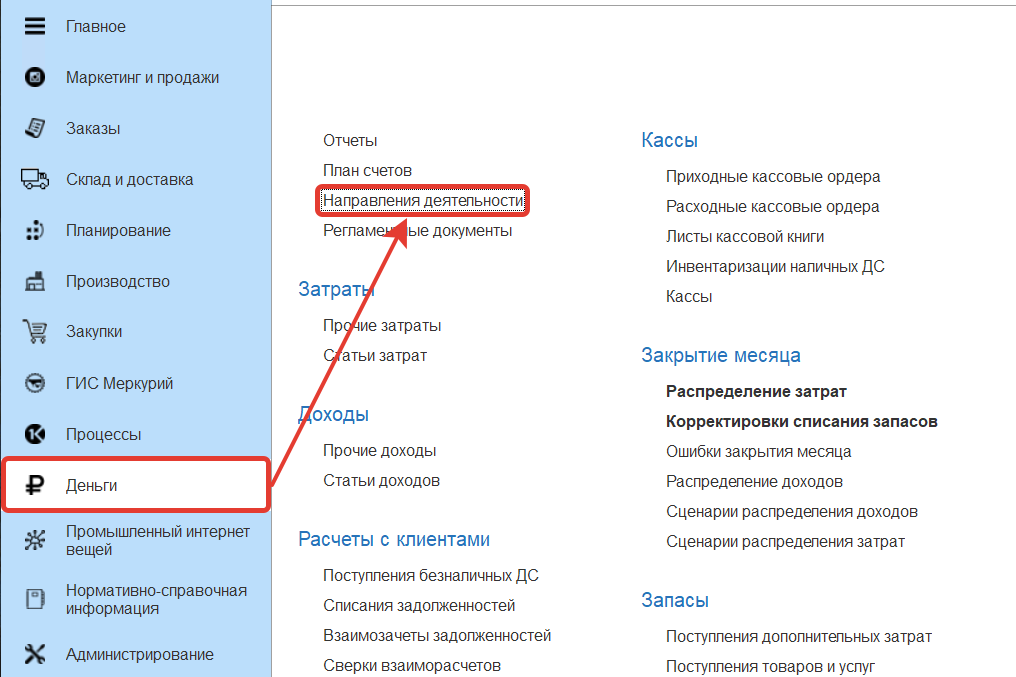 Главное
Маркетинг и продажи
Заказы
Склад и доставка
Планирование
Производство
Закупки
ГИС Меркурий
Процессы
Деньги
Промышленный интернет
вещей
Нормативно-справочная
информация
Администрирование
Отчеты
План счетов
Направления деятельности
Регламентные документы
Затраты
Прочие затраты
Статьи затрат
Доходы
Прочие доходы
Статьи доходов
Расчеты с клиентами
Поступления безналичных ДС
Списания задолженностей
Взаимозачеты задолженностей
Сверки взаиморасчетов
Кассы
Приходные кассовые ордера
Расходные кассовые ордера
Листы кассовой книги
Инвентаризации наличных ДС
Кассы
Закрытие месяца
Распределение затрат
Корректировки списания запасов
Ошибки закрытия месяца
Распределение доходов
Сценарии распределения доходов
Сценарии распределения затрат
Запасы
Поступления дополнительных затрат
Поступления товаров и услуг